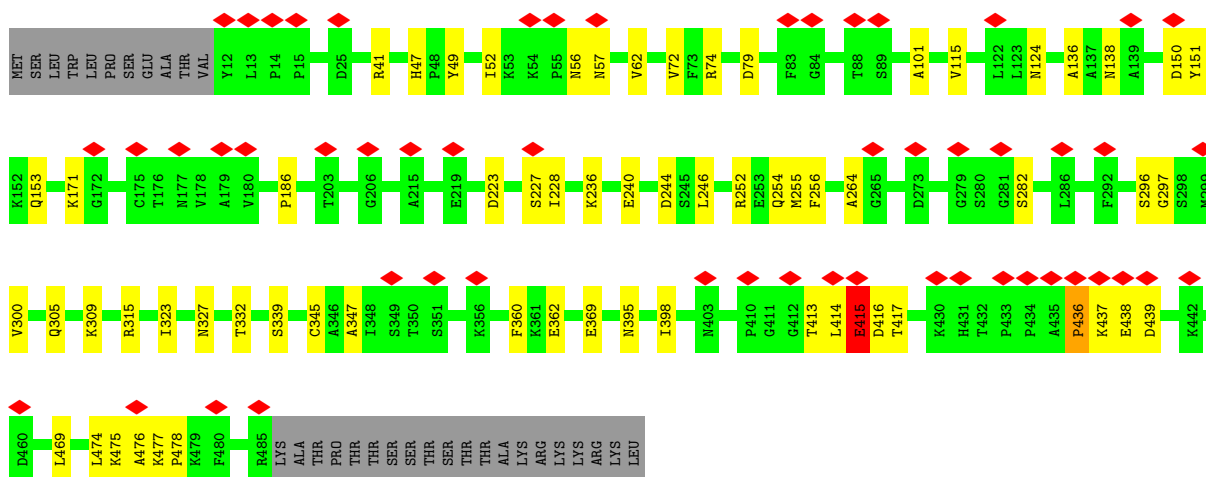 MET SER LEU TRP LEU PRO SER GLU ALA THR VAL Y12 L13 P14 P15 D25 R41 H47 P48 Y49 I52 K53 K54 P55 N56 N57 V62 V72 F73 R74 D79 F83 G84 T88 S89 A101 V115 L122 L123 N124 A136 A137 N138 A139 D150 Y151
K152 Q153 K171 G172 C175 T176 N177 V178 A179 V180 P186 T203 G206 A215 E219 D223 S227 I228 K236 E240 D244 S245 L246 R252 E253 Q254 M255 F256 A264 G265 D273 G279 S280 G281 S282 L286 F292 S296 G297 S298 M299
V300 Q305 K309 R315 I323 N327 T332 S339 C345 A346 A347 I348 S349 T350 S351 K356 F360 K361 E362 E369 N395 I398 N403 P410 G411 G412 T413 L414 E415 D416 T417 K430 H431 T432 P433 P434 A435 P436 K437 E438 D439 K442
D460 L469 L474 K475 A476 K477 P478 K479 F480 R485 LYS ALA THR PRO THR THR SER SER THR SER THR THR ALA LYS ARG LYS LYS ARG LYS LEU